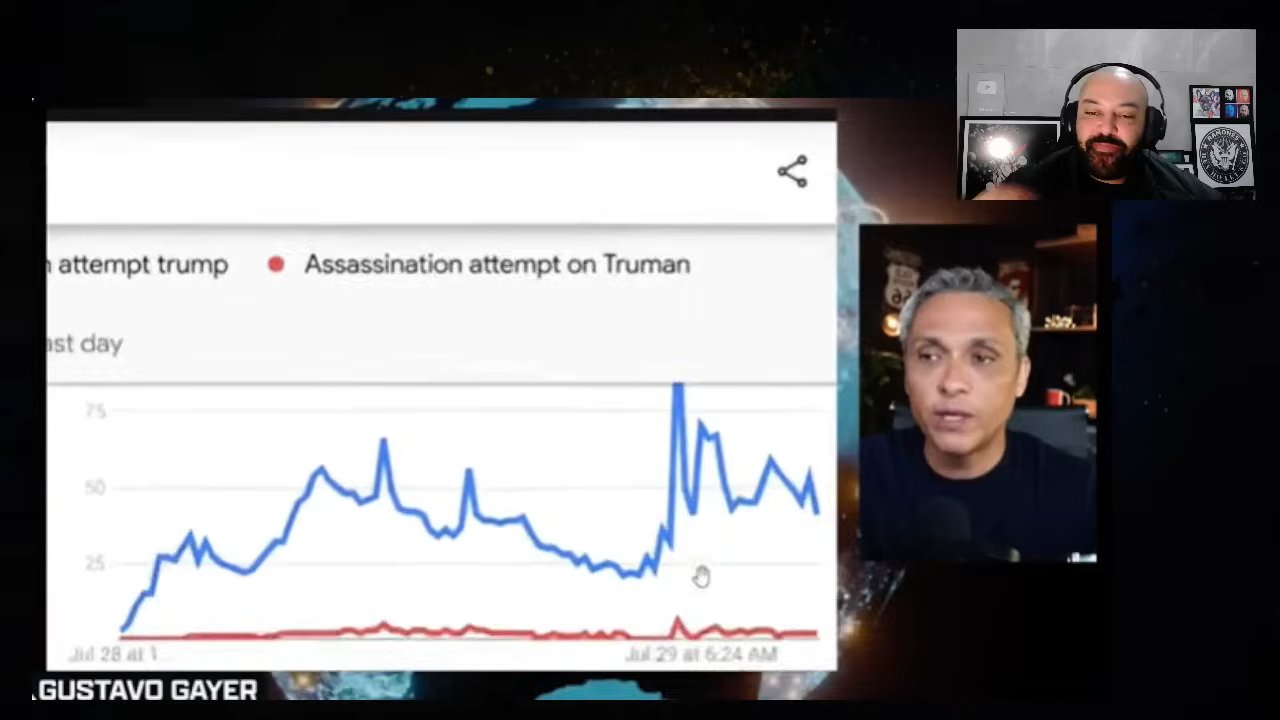 attempt trump
Assassination attempt on Truman
ast day
75
50
25
Jul 28 at 1...
Jul 29 at 6:24 AM
GUSTAVO GAYER
RAMONES